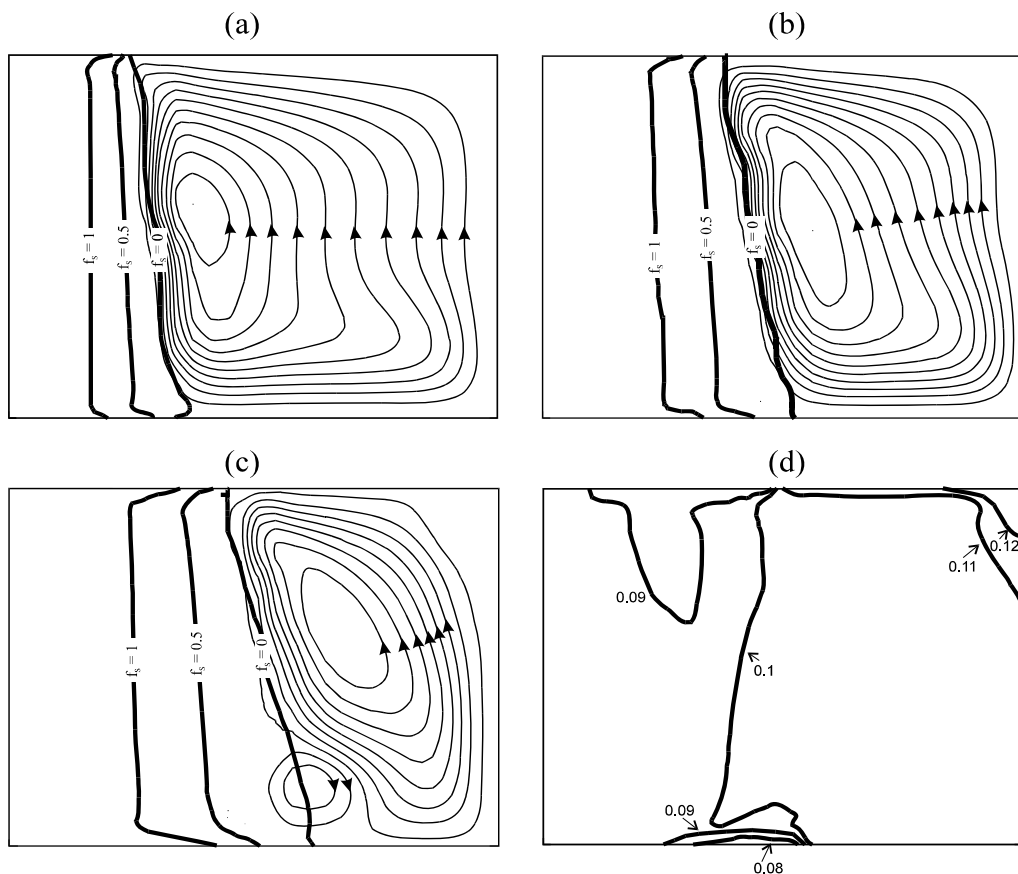 (a)
(b)
f_s = 1
f_s = 0.5
f_s = 0
f_s = 1
f_s = 0.5
f_s = 0
(c)
(d)
f_s = 1
f_s = 0.5
f_s = 0
0.12
0.11
0.09
0.1
0.09
0.08